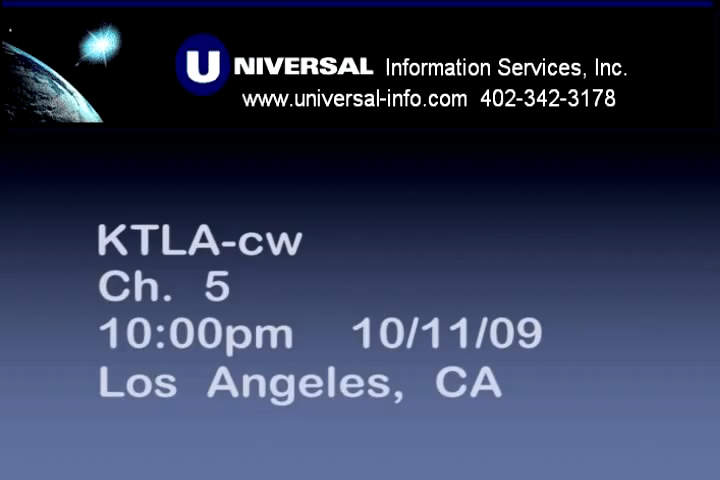 UNIVERSAL Information Services, Inc.
www.universal-info.com 402-342-3178
KTLA-cw
Ch. 5
10:00pm 10/11/09
Los Angeles, CA